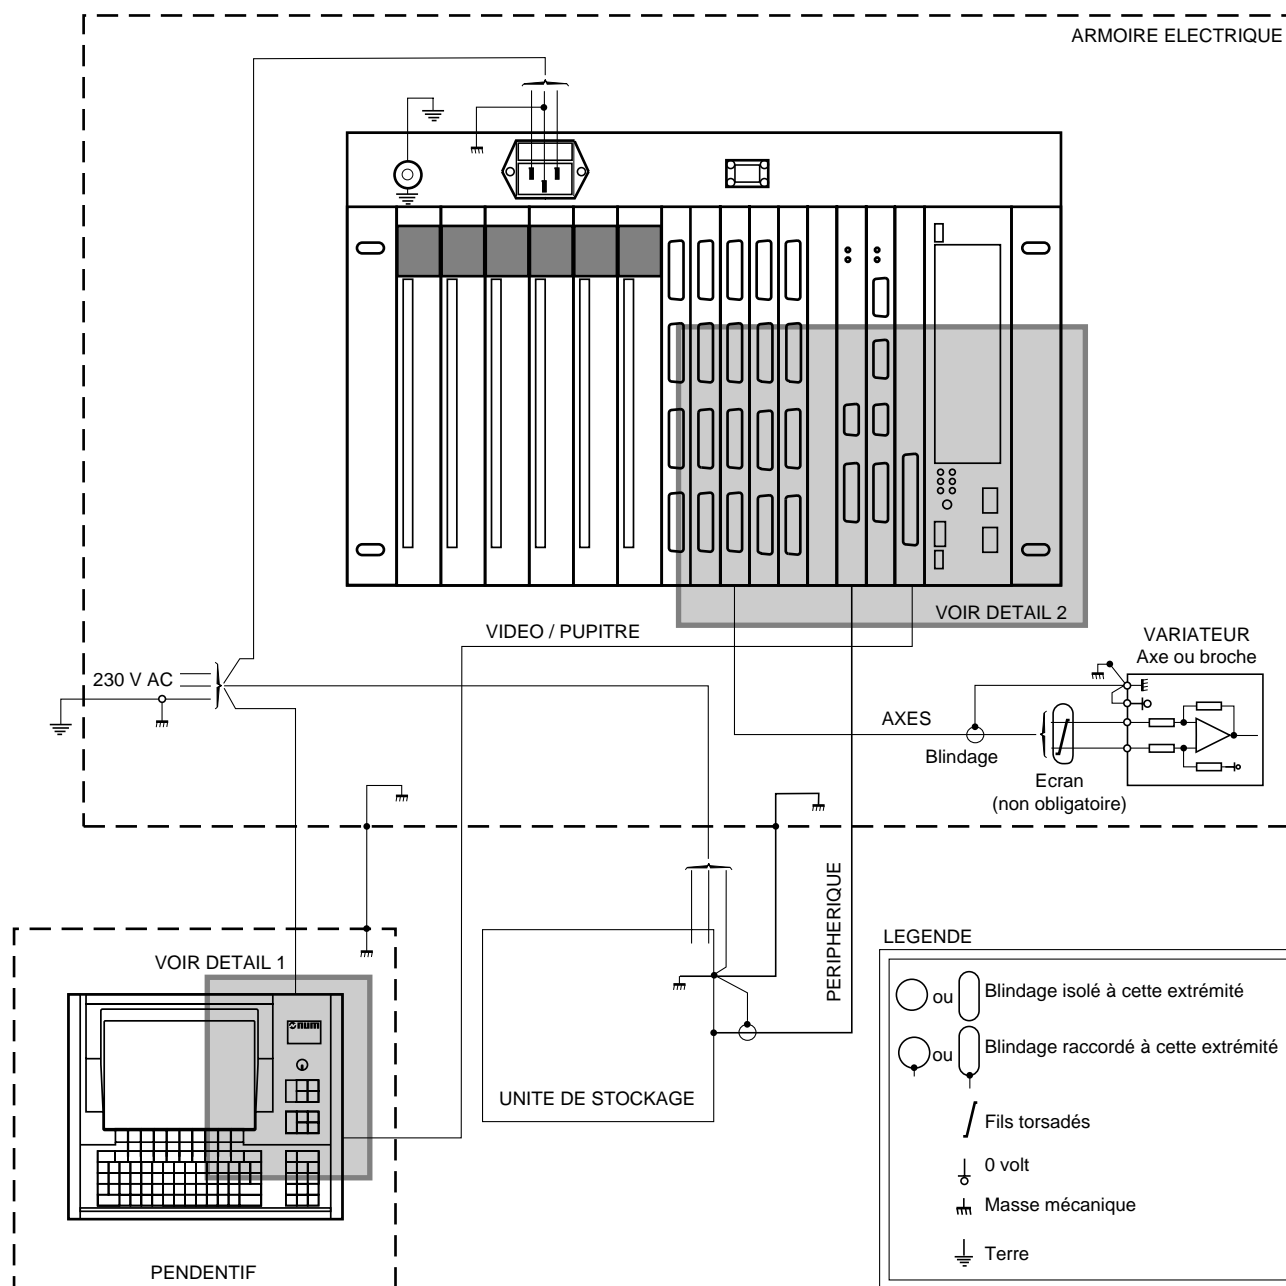 ARMOIRE ELECTRIQUE
VOIR DETAIL 2
VIDEO / PUPITRE
VARIATEUR
Axe ou broche
230 V AC
AXES
Blindage
Ecran
(non obligatoire)
PERIPHERIQUE
LEGENDE
VOIR DETAIL 1
ou Blindage isolé à cette extrémité
num
ou Blindage raccordé à cette extrémité
UNITE DE STOCKAGE
Fils torsadés
0 volt
Masse mécanique
Terre
PENDENTIF